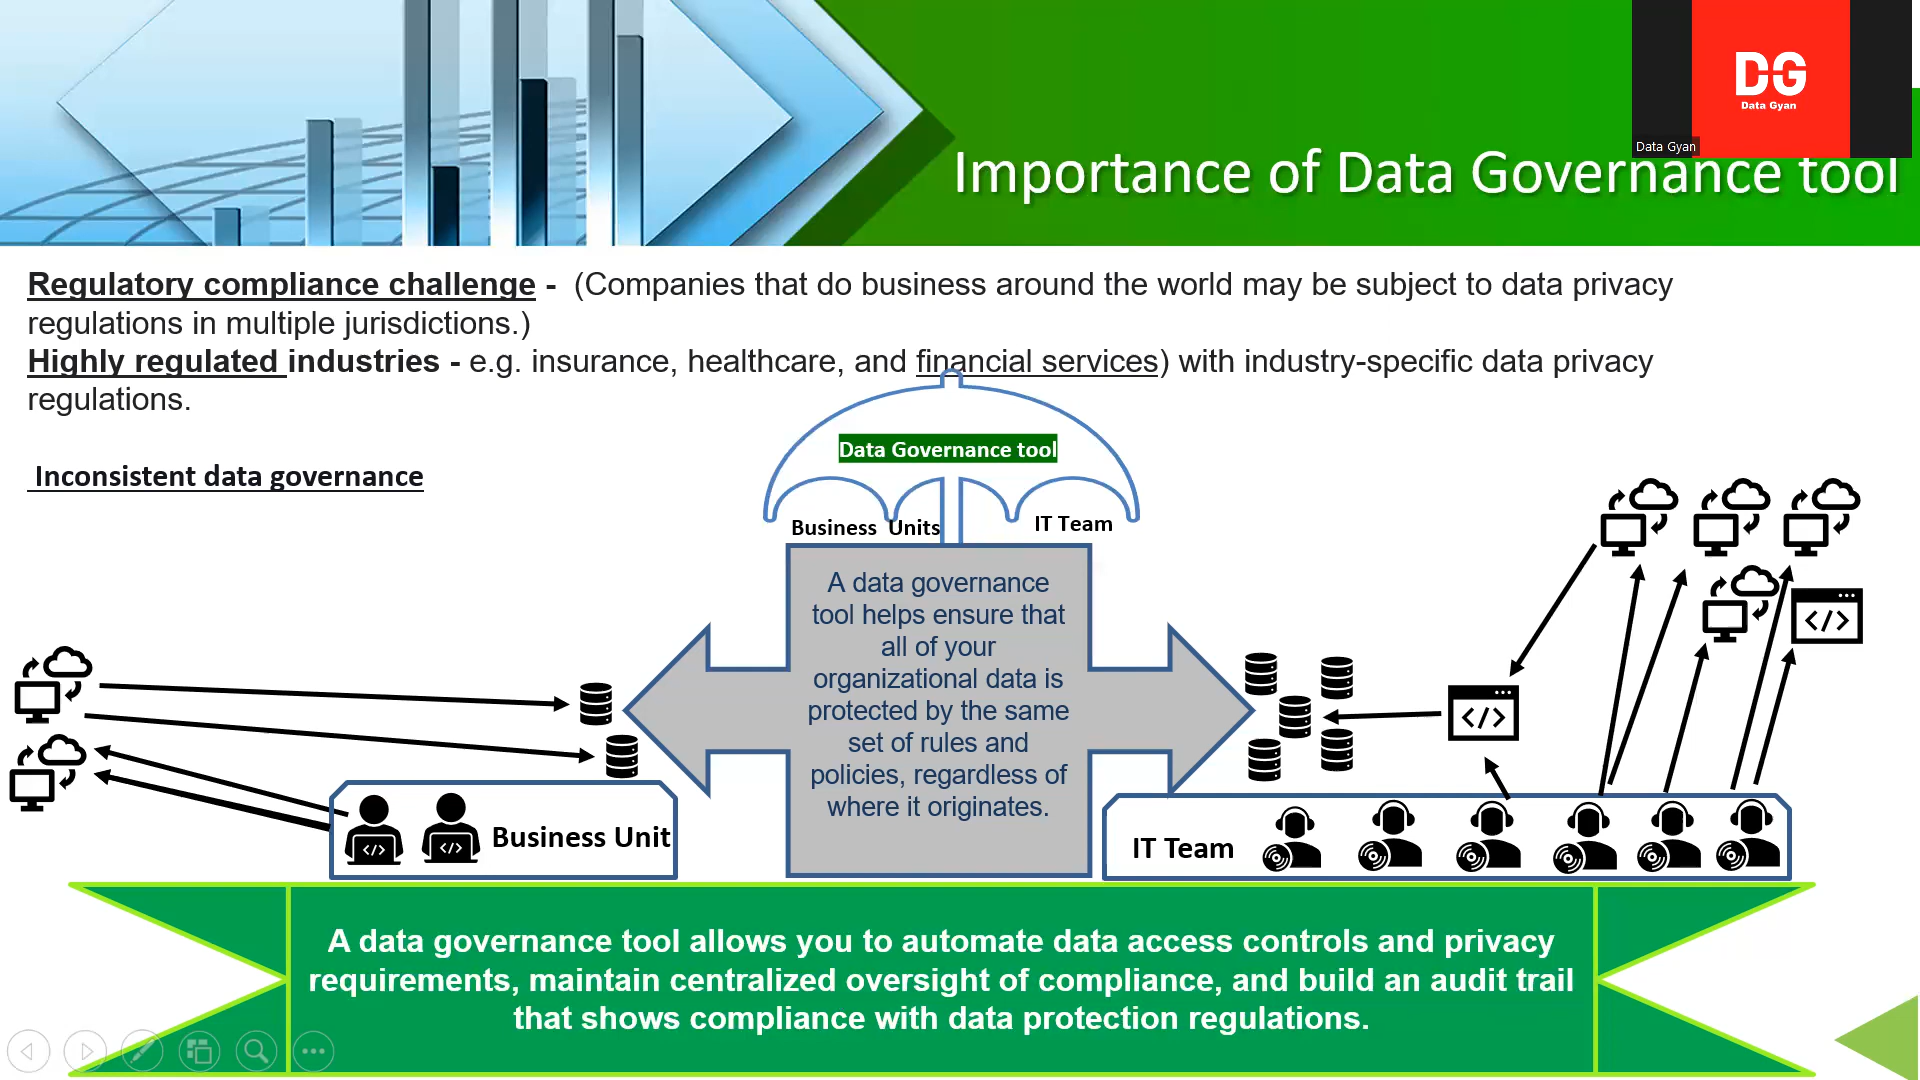 DG
Data Gyan
Data Gyan
Importance of Data Governance tool
Regulatory compliance challenge - (Companies that do business around the world may be subject to data privacy
regulations in multiple jurisdictions.)
Highly regulated industries - e.g. insurance, healthcare, and financial services) with industry-specific data privacy
regulations.
Inconsistent data governance
Data Governance tool
Business Units
IT Team
A data governance
tool helps ensure that
all of your
organizational data is
protected by the same
set of rules and
policies, regardless of
where it originates.
</>
</>
</>
</>
Business Unit
IT Team
A data governance tool allows you to automate data access controls and privacy
requirements, maintain centralized oversight of compliance, and build an audit trail
that shows compliance with data protection regulations.